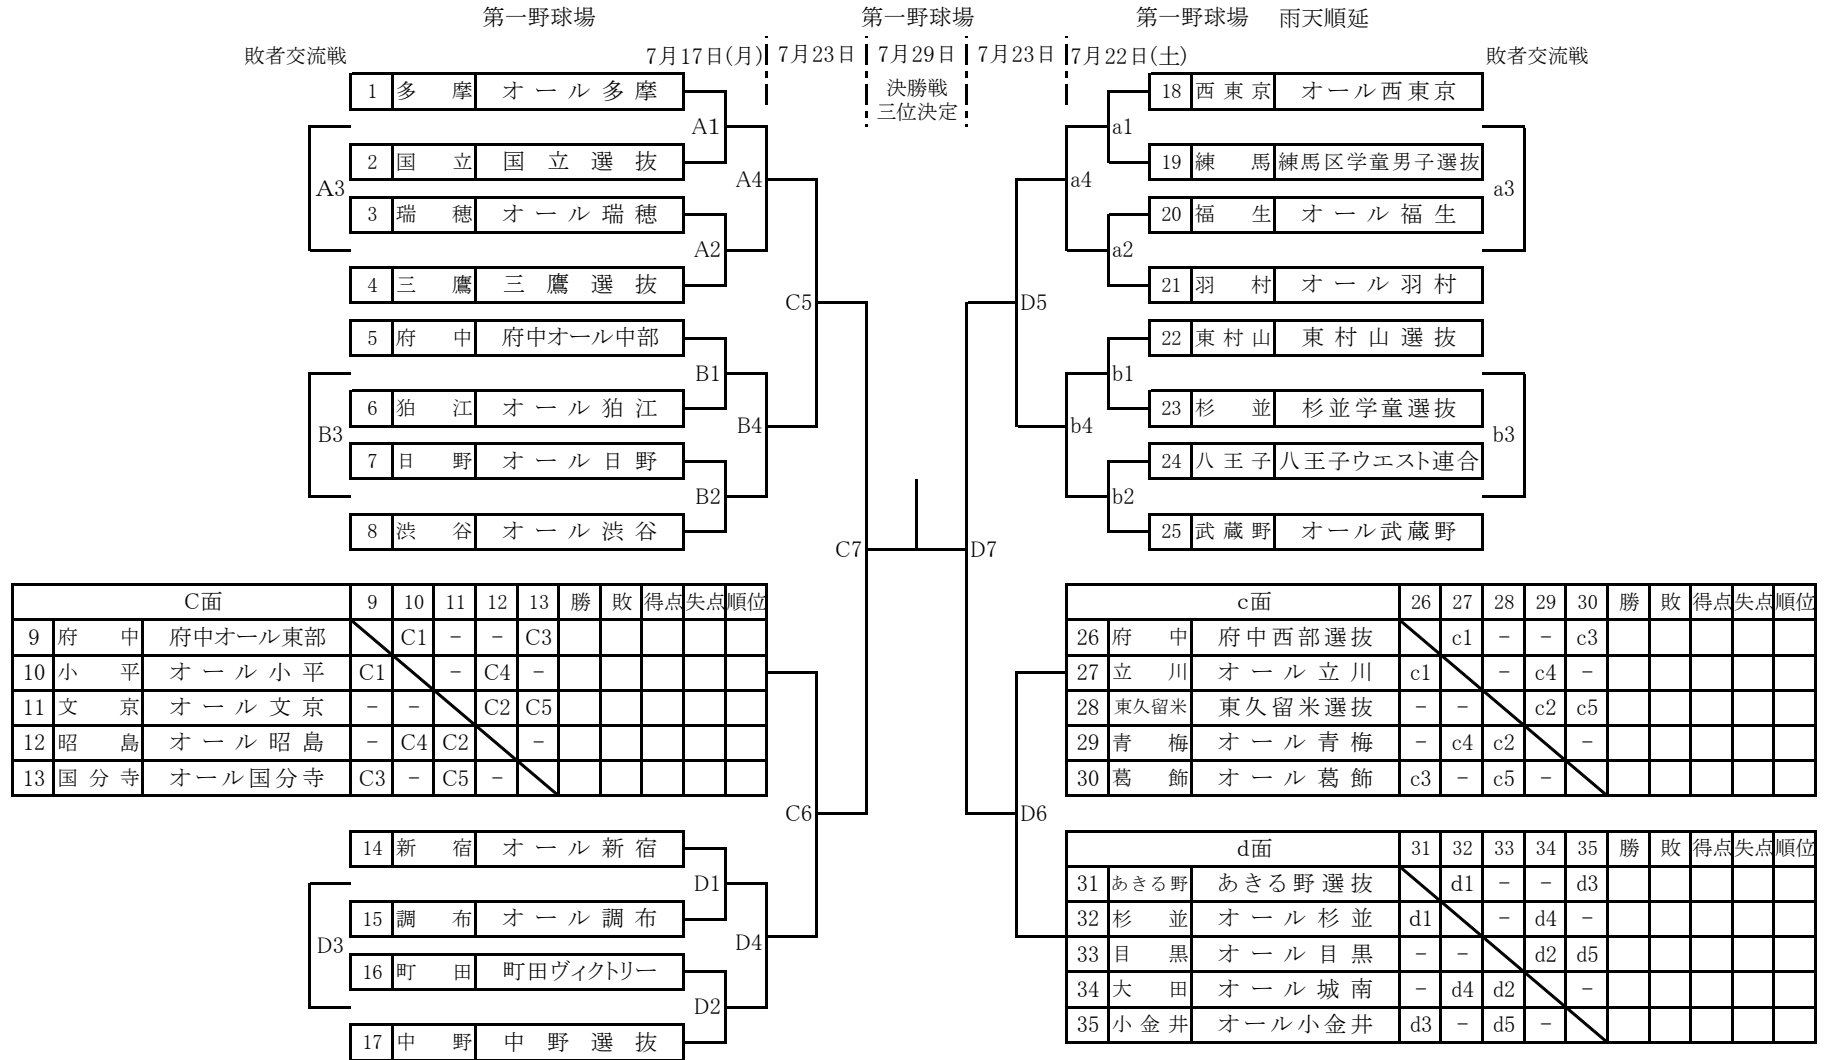 第一野球場 第一野球場 第一野球場 雨天順延
敗者交流戦 7月17日(月) 7月23日 7月29日 7月23日 7月22日(土) 敗者交流戦
決勝戦
三位決定
1 多摩 オール多摩 18 西東京 オール西東京
A1 a1
2 国立 国立選抜 19 練馬 練馬区学童男子選抜
A3 A4 a4 a3
3 瑞穂 オール瑞穂 20 福生 オール福生
A2 a2
4 三鷹 三鷹選抜 21 羽村 オール羽村
C5 D5
5 府中 府中オール中部 22 東村山 東村山選抜
B1 b1
6 狛江 オール狛江 23 杉並 杉並学童選抜
B3 B4 b4 b3
7 日野 オール日野 24 八王子 八王子ウエスト連合
B2 b2
8 渋谷 オール渋谷 25 武蔵野 オール武蔵野
C7 D7
C面 9 10 11 12 13 勝 敗 得点 失点 順位
9 府中 府中オール東部 C1 - - C3
10 小平 オール小平 C1 - C4 -
11 文京 オール文京 - - C2 C5
12 昭島 オール昭島 - C4 C2 -
13 国分寺 オール国分寺 C3 - C5 -
c面 26 27 28 29 30 勝 敗 得点 失点 順位
26 府中 府中西部選抜 c1 - - c3
27 立川 オール立川 c1 - c4 -
28 東久留米 東久留米選抜 - - c2 c5
29 青梅 オール青梅 - c4 c2 -
30 葛飾 オール葛飾 c3 - c5 -
C6 D6
14 新宿 オール新宿
D1
15 調布 オール調布
D3 D4
16 町田 町田ヴィクトリー
D2
17 中野 中野選抜
d面 31 32 33 34 35 勝 敗 得点 失点 順位
31 あきる野 あきる野選抜 d1 - - d3
32 杉並 オール杉並 d1 - d4 -
33 目黒 オール目黒 - - d2 d5
34 大田 オール城南 - d4 d2 -
35 小金井 オール小金井 d3 - d5 -